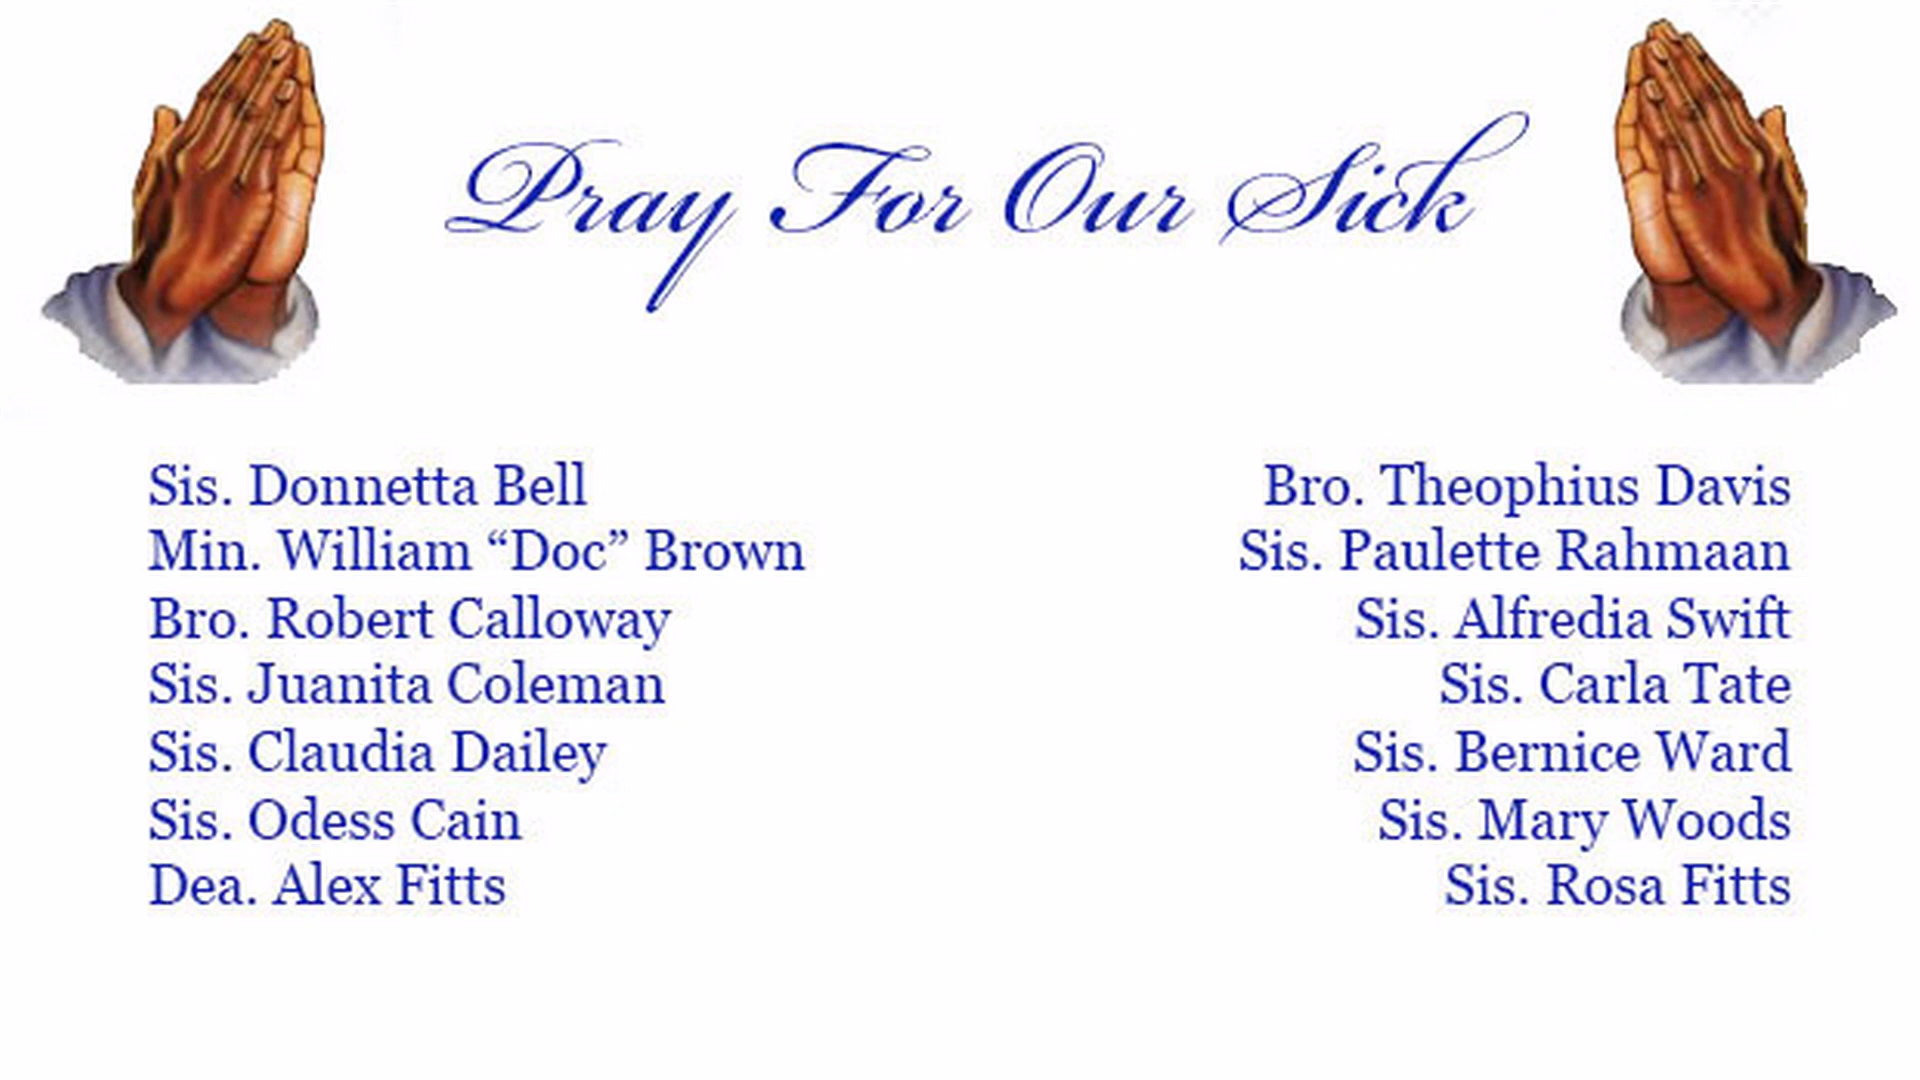 Pray For Our Sick
Sis. Donnetta Bell
Min. William “Doc” Brown
Bro. Robert Calloway
Sis. Juanita Coleman
Sis. Claudia Dailey
Sis. Odess Cain
Dea. Alex Fitts
Bro. Theophius Davis
Sis. Paulette Rahmaan
Sis. Alfredia Swift
Sis. Carla Tate
Sis. Bernice Ward
Sis. Mary Woods
Sis. Rosa Fitts